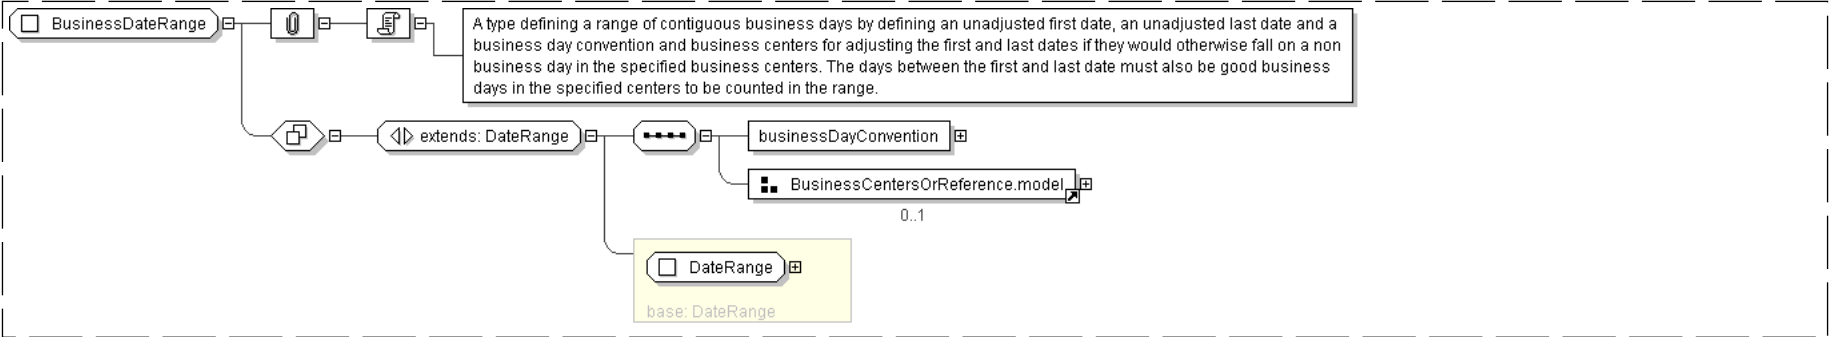 BusinessDateRange
A type defining a range of contiguous business days by defining an unadjusted first date, an unadjusted last date and a
business day convention and business centers for adjusting the first and last dates if they would otherwise fall on a non
business day in the specified business centers. The days between the first and last date must also be good business
days in the specified centers to be counted in the range.
extends: DateRange
businessDayConvention
BusinessCentersOrReference.model
0..1
DateRange
base: DateRange